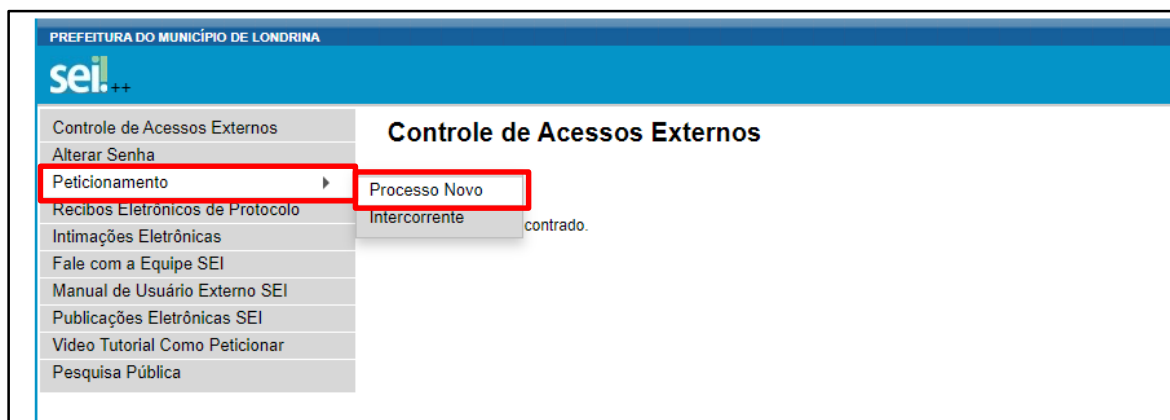 PREFEITURA DO MUNICÍPIO DE LONDRINA
sei!++
Controle de Acessos Externos
Alterar Senha
Peticionamento
Recibos Eletrônicos de Protocolo
Intimações Eletrônicas
Fale com a Equipe SEI
Manual de Usuário Externo SEI
Publicações Eletrônicas SEI
Video Tutorial Como Peticionar
Pesquisa Pública
Controle de Acessos Externos
Processo Novo
Intercorrente
contrado.